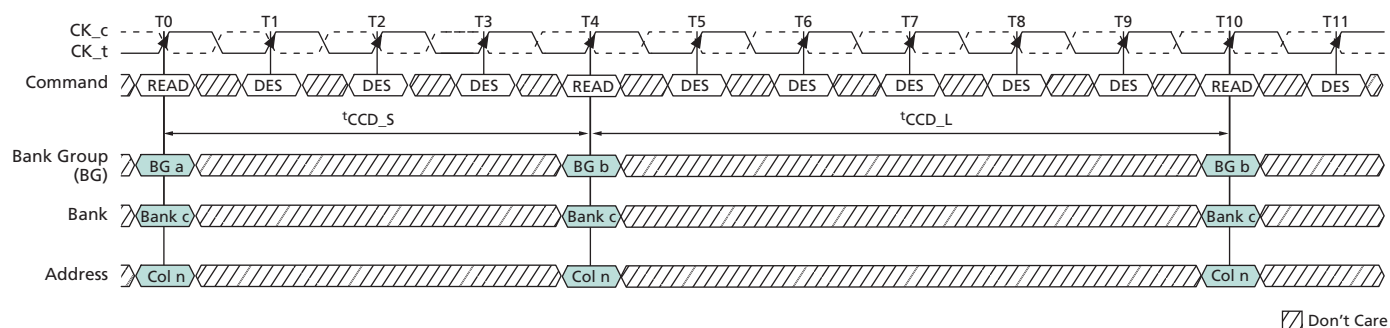 T0 T1 T2 T3 T4 T5 T6 T7 T8 T9 T10 T11
CK_c
CK_t
Command READ DES DES DES READ DES DES DES DES DES READ DES
tCCD_S tCCD_L
Bank Group
(BG) BG a BG b BG b
Bank Bank c Bank c Bank c
Address Col n Col n Col n
Don't Care